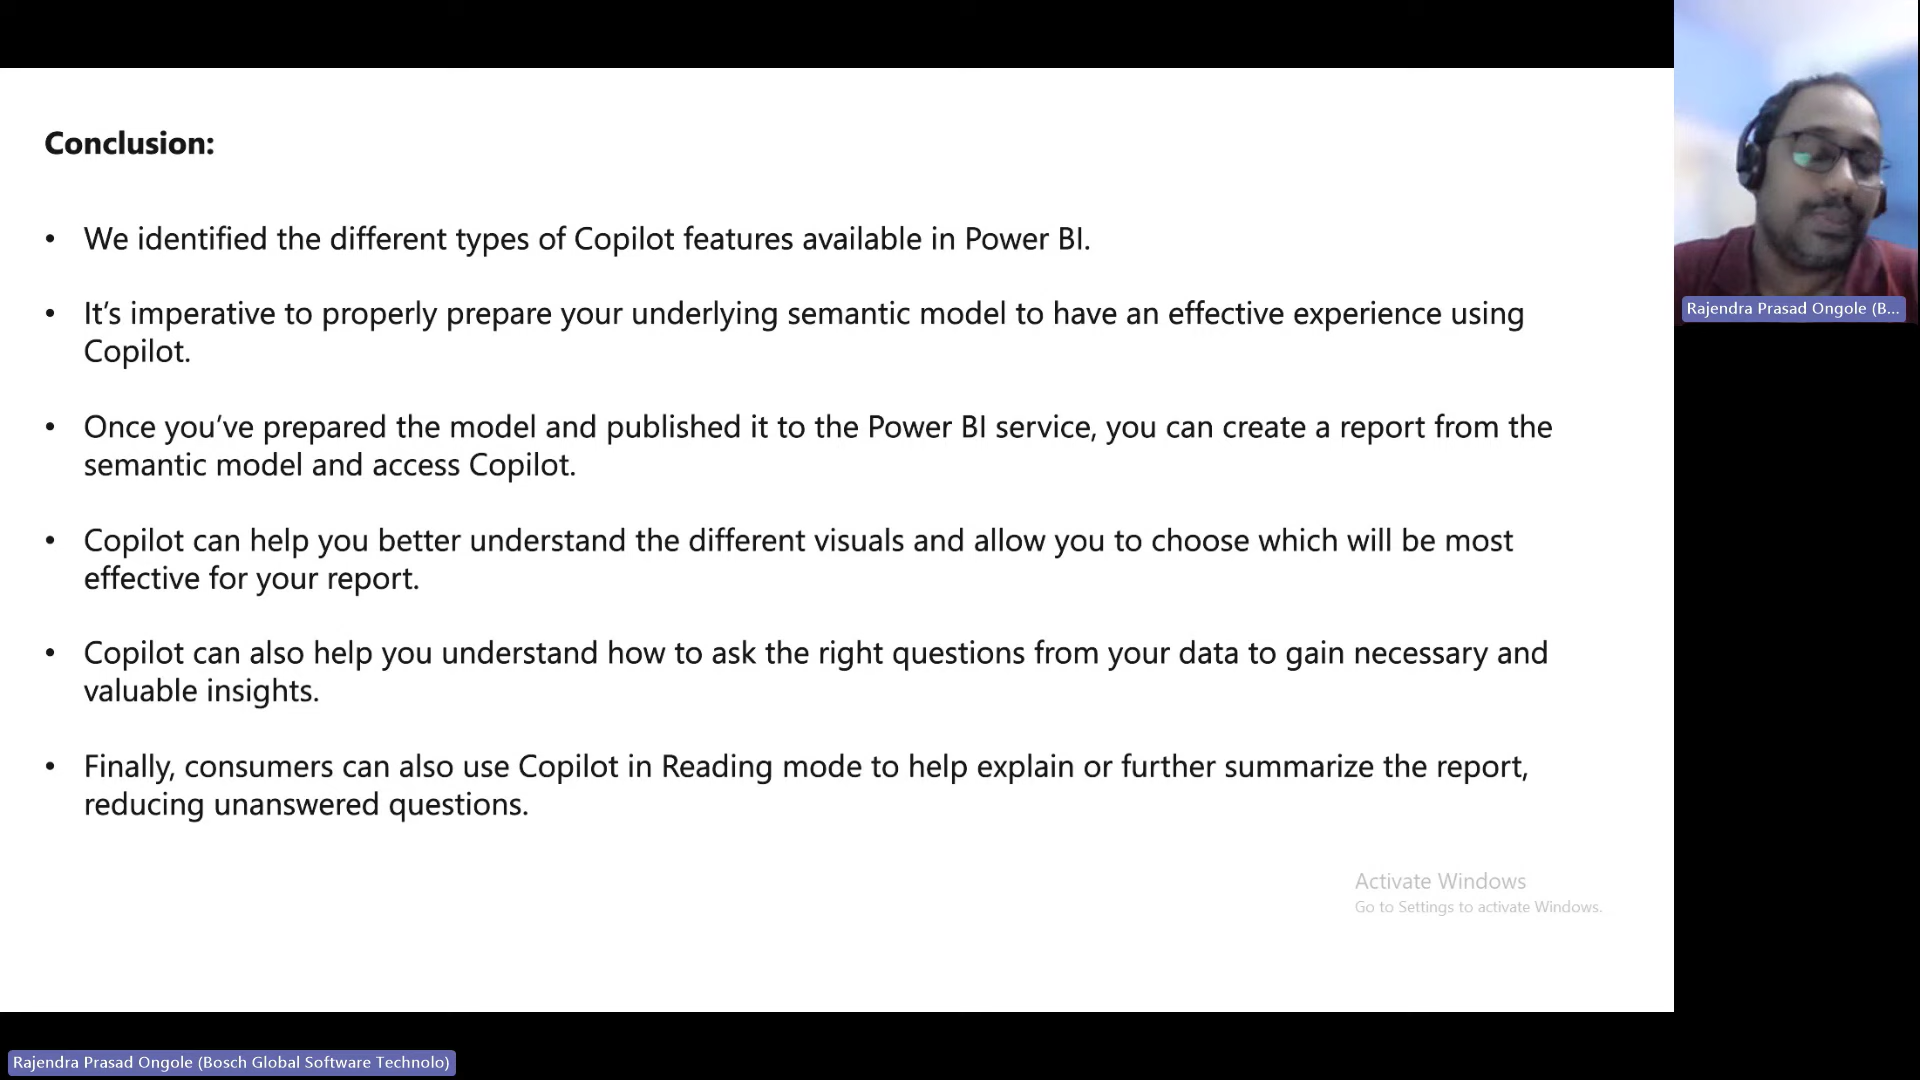 Conclusion:
• We identified the different types of Copilot features available in Power BI.
• It’s imperative to properly prepare your underlying semantic model to have an effective experience using
Copilot.
• Once you’ve prepared the model and published it to the Power BI service, you can create a report from the
semantic model and access Copilot.
• Copilot can help you better understand the different visuals and allow you to choose which will be most
effective for your report.
• Copilot can also help you understand how to ask the right questions from your data to gain necessary and
valuable insights.
• Finally, consumers can also use Copilot in Reading mode to help explain or further summarize the report,
reducing unanswered questions.
Activate Windows
Go to Settings to activate Windows.
Rajendra Prasad Ongole (B...
Rajendra Prasad Ongole (Bosch Global Software Technolo)